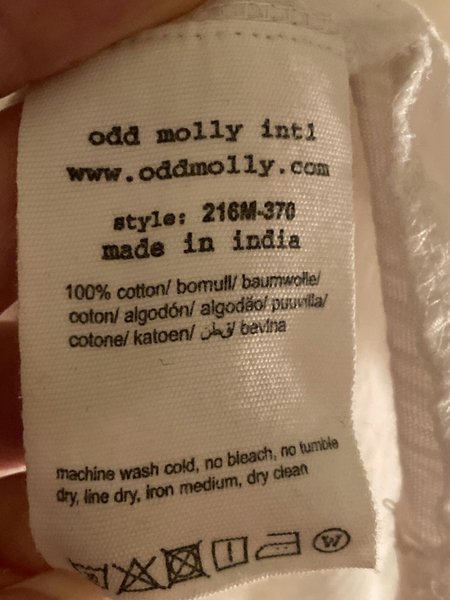 odd molly intl
www.oddmolly.com
style: 216M-370
made in india
100% cotton/ bomull/ baumwolle/
coton/ algodón/ algodão/ puuvilla/
cotone/ katoen/ قطن/ bavlna
machine wash cold, no bleach, no tumble
dry, line dry, iron medium, dry clean
W